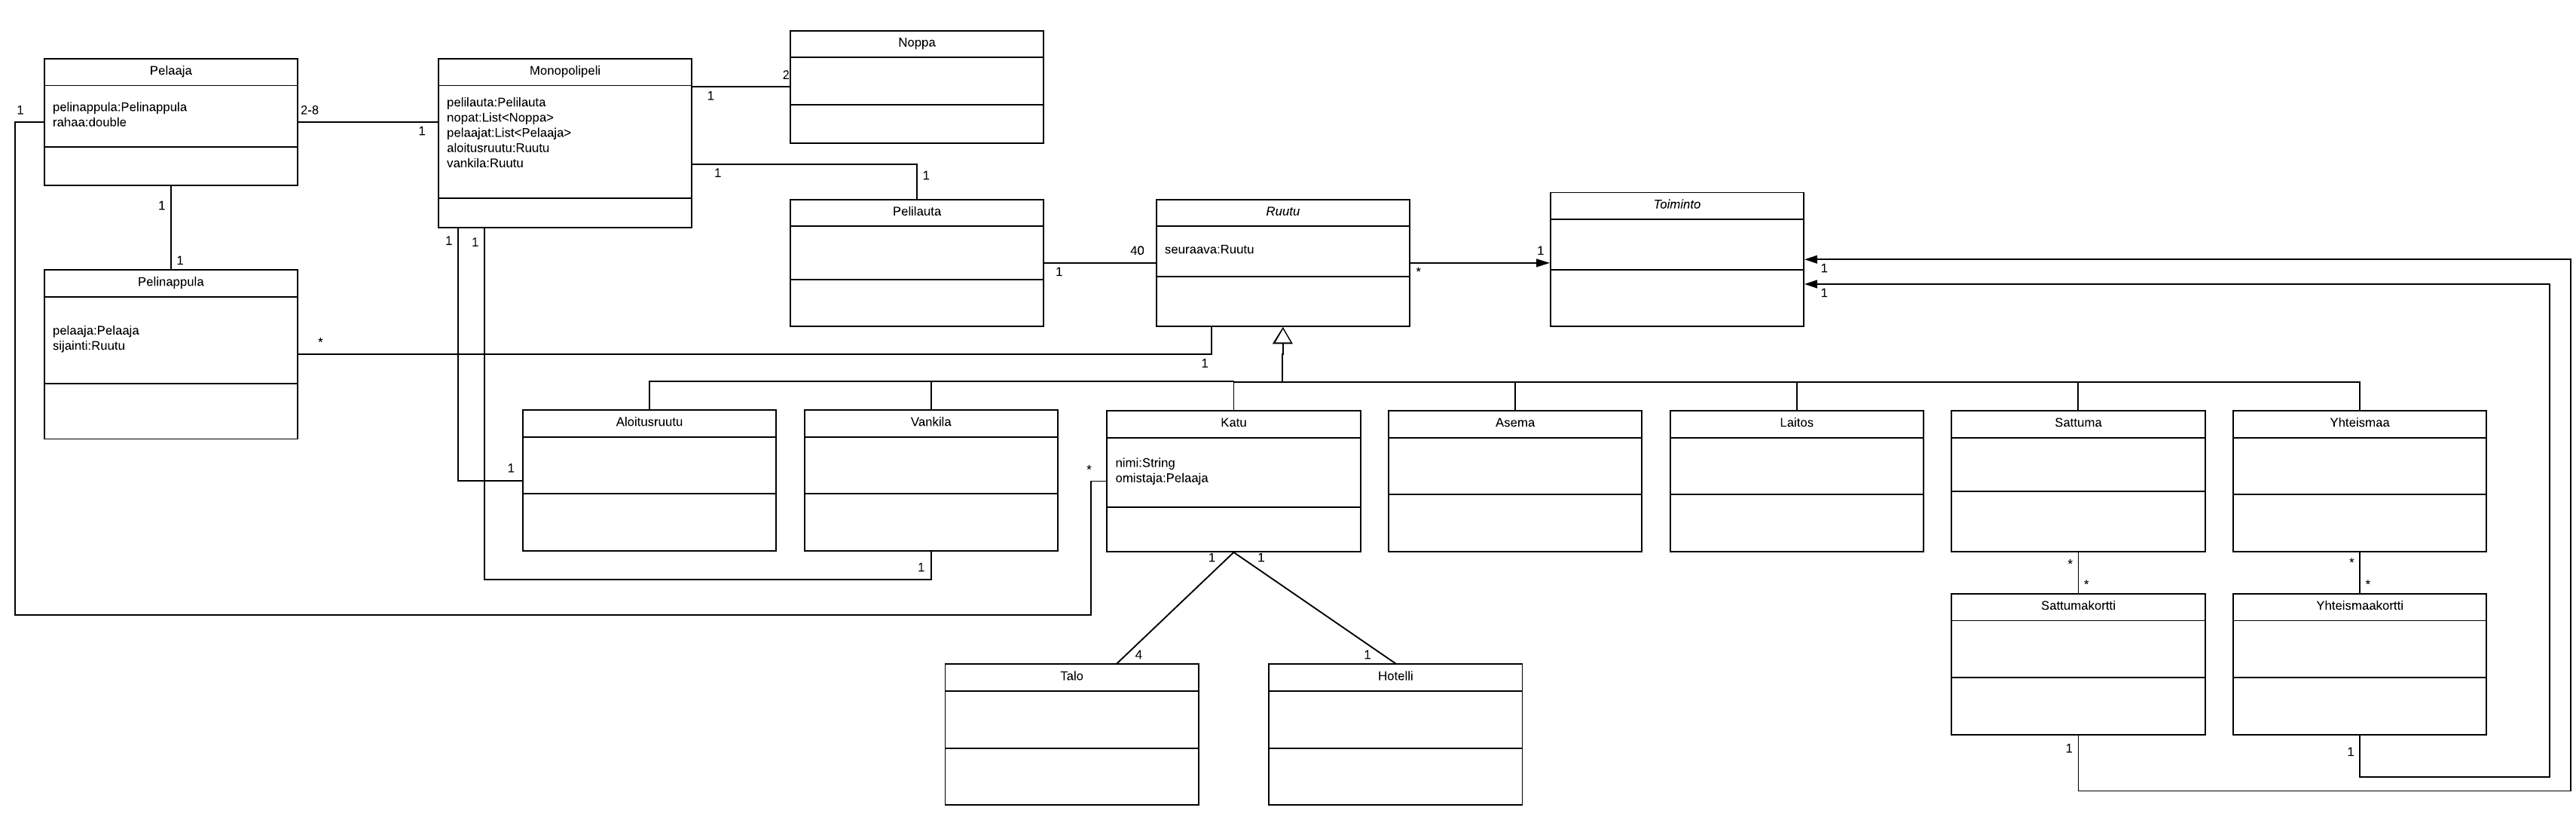 Noppa
Pelaaja
pelinappula:Pelinappula
rahaa:double
Monopolipeli
pelilauta:Pelilauta
nopat:List<Noppa>
pelaajat:List<Pelaaja>
aloitusruutu:Ruutu
vankila:Ruutu
2
1
1
2-8
1
1
1
Pelilauta
Ruutu
seuraava:Ruutu
Toiminto
1
1
1
1
40
1
1
*
1
1
Pelinappula
pelaaja:Pelaaja
sijainti:Ruutu
*
1
Aloitusruutu
Vankila
Katu
nimi:String
omistaja:Pelaaja
Asema
Laitos
Sattuma
Yhteismaa
1
*
1
1
1
*
*
*
*
Sattumakortti
Yhteismaakortti
4
1
Talo
Hotelli
1
1